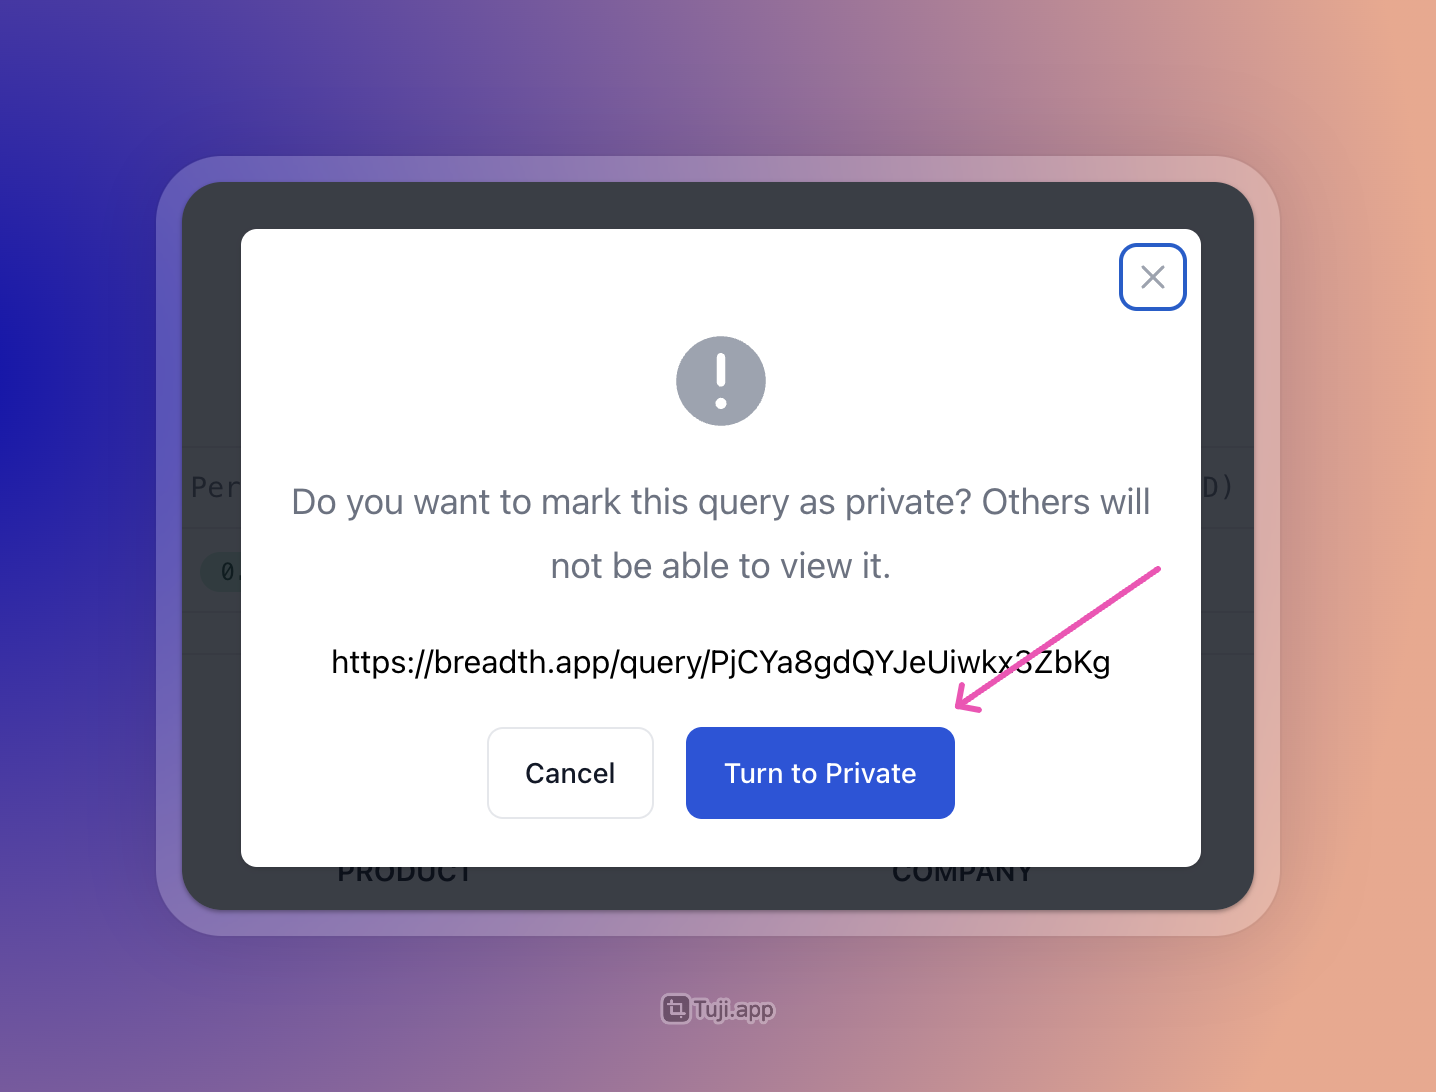 Per
D)
0.
Do you want to mark this query as private? Others will
not be able to view it.
https://breadth.app/query/PjCYa8gdQYJeUiwkx3ZbKg
Cancel
Turn to Private
PRODUCT
COMPANY
Tuji.app